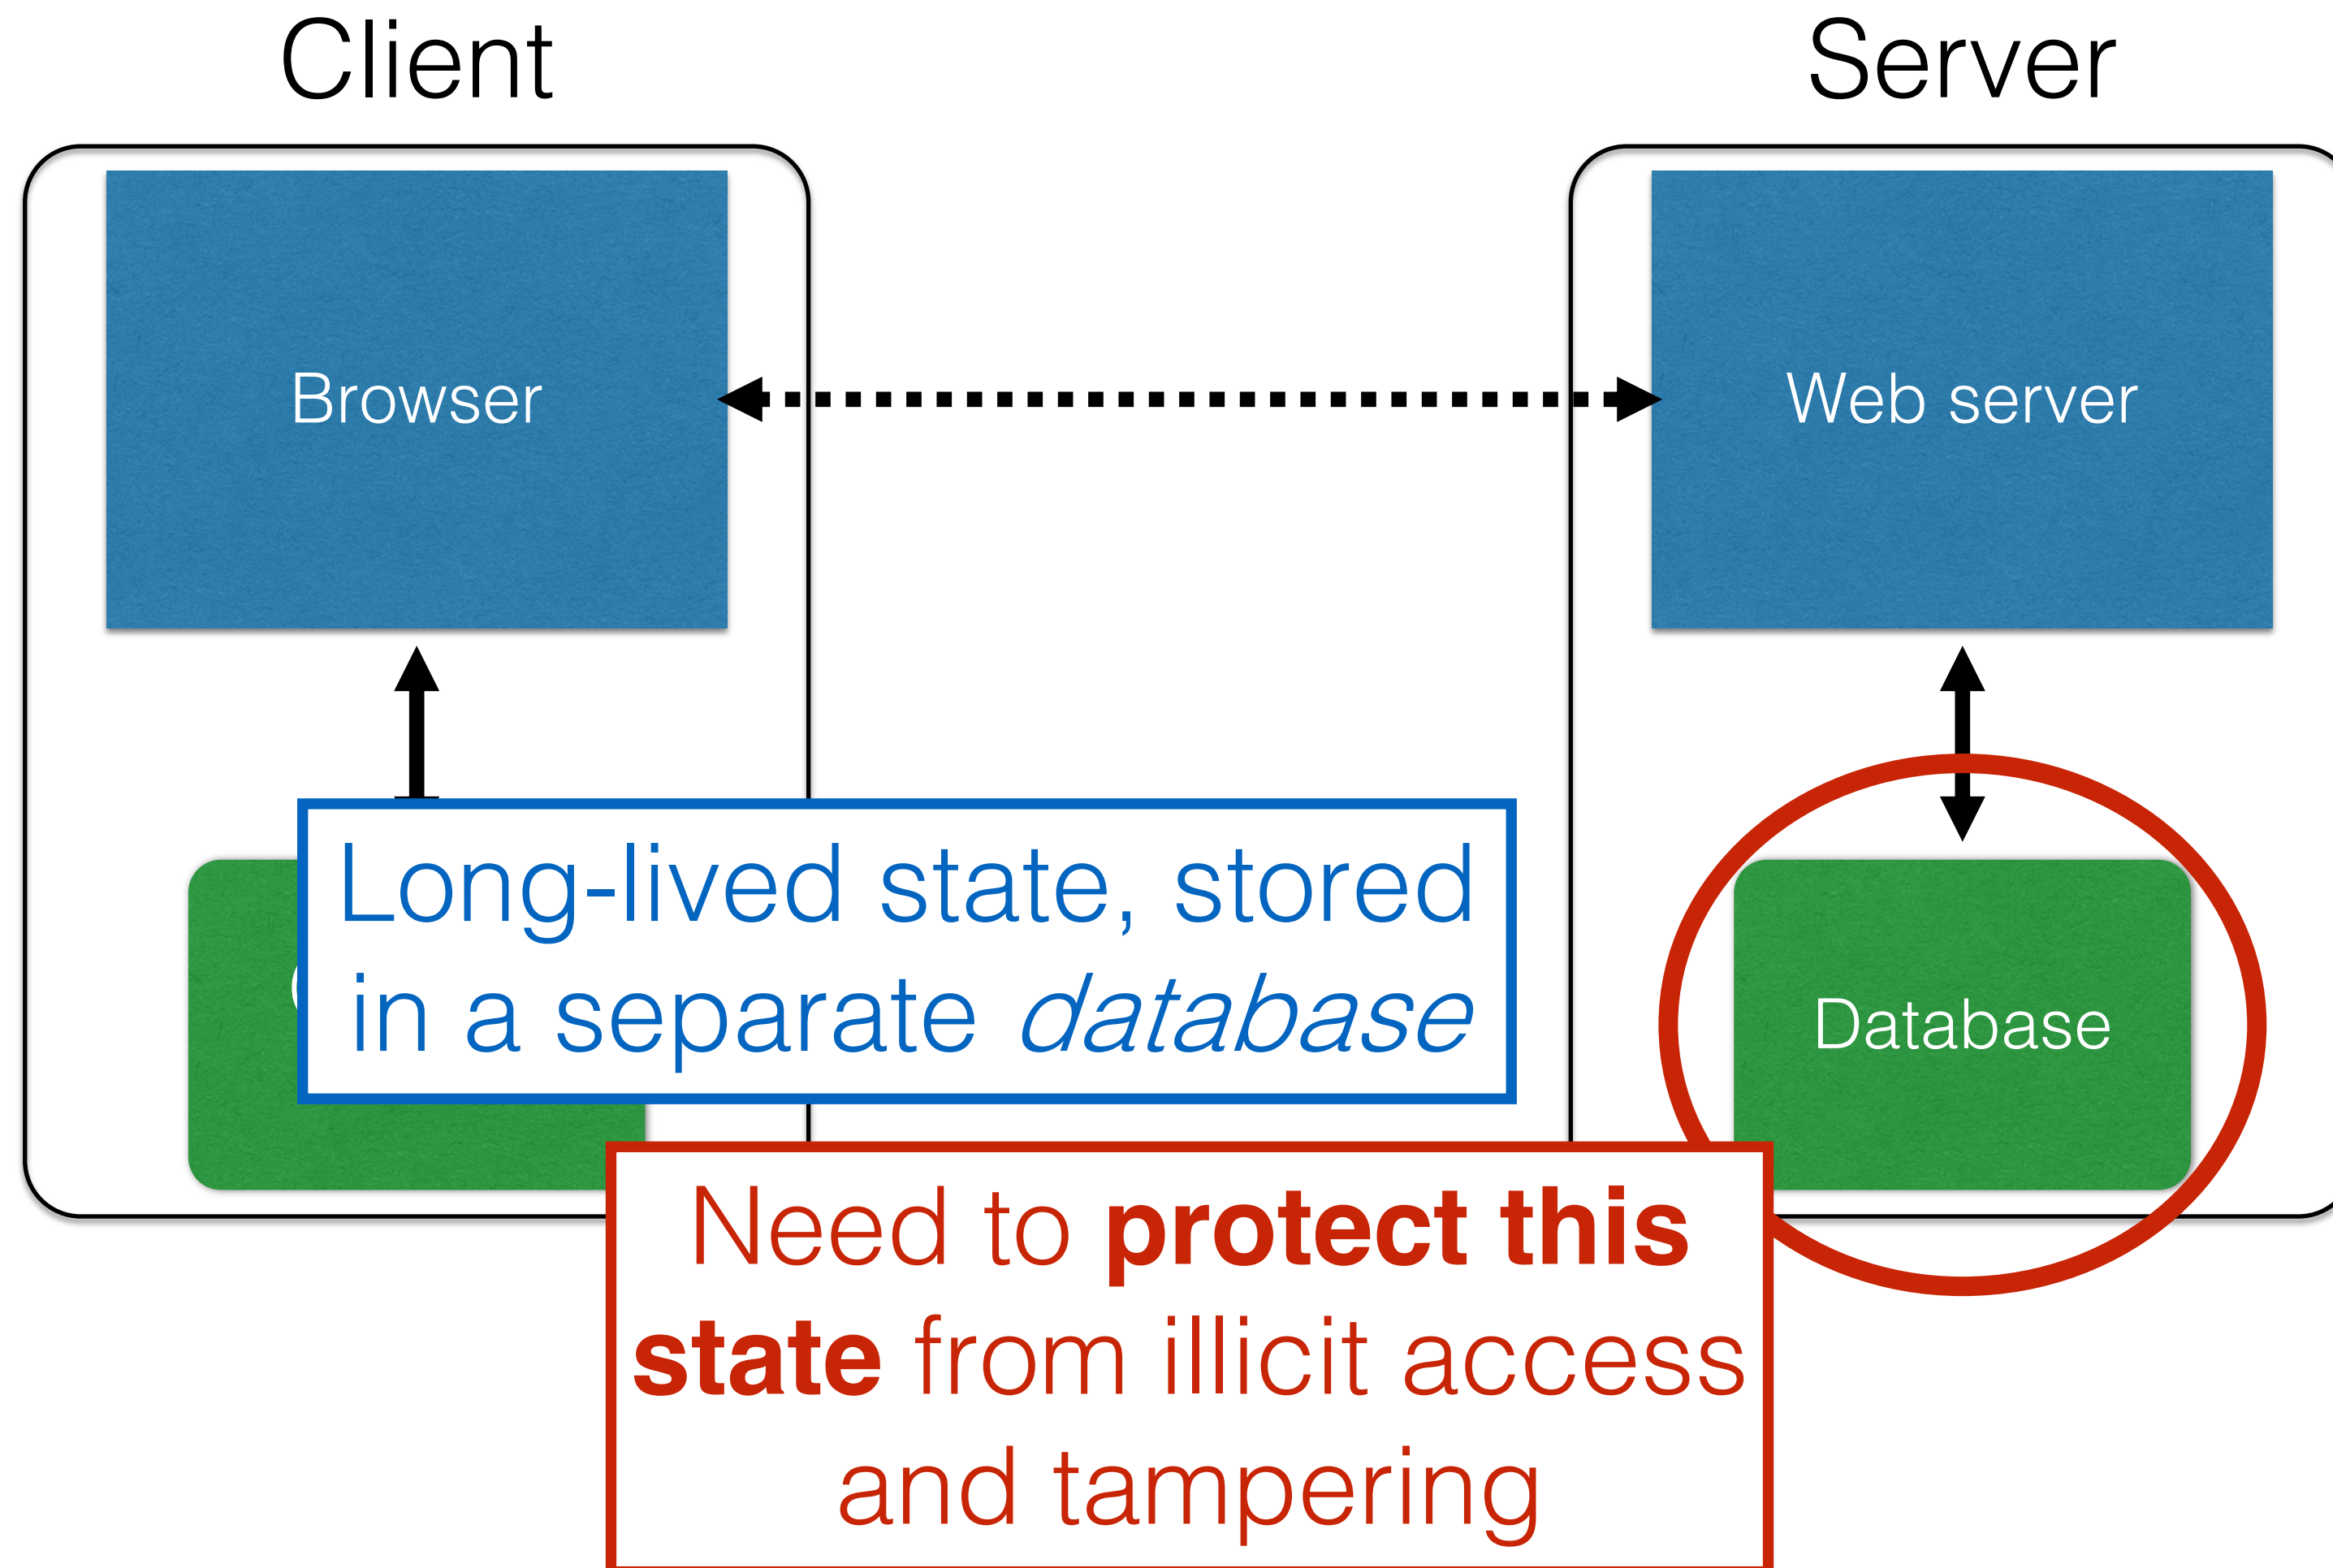 Client
Server
Browser
Web server
Long-lived state, stored
in a separate database
Database
Need to protect this
state from illicit access
and tampering